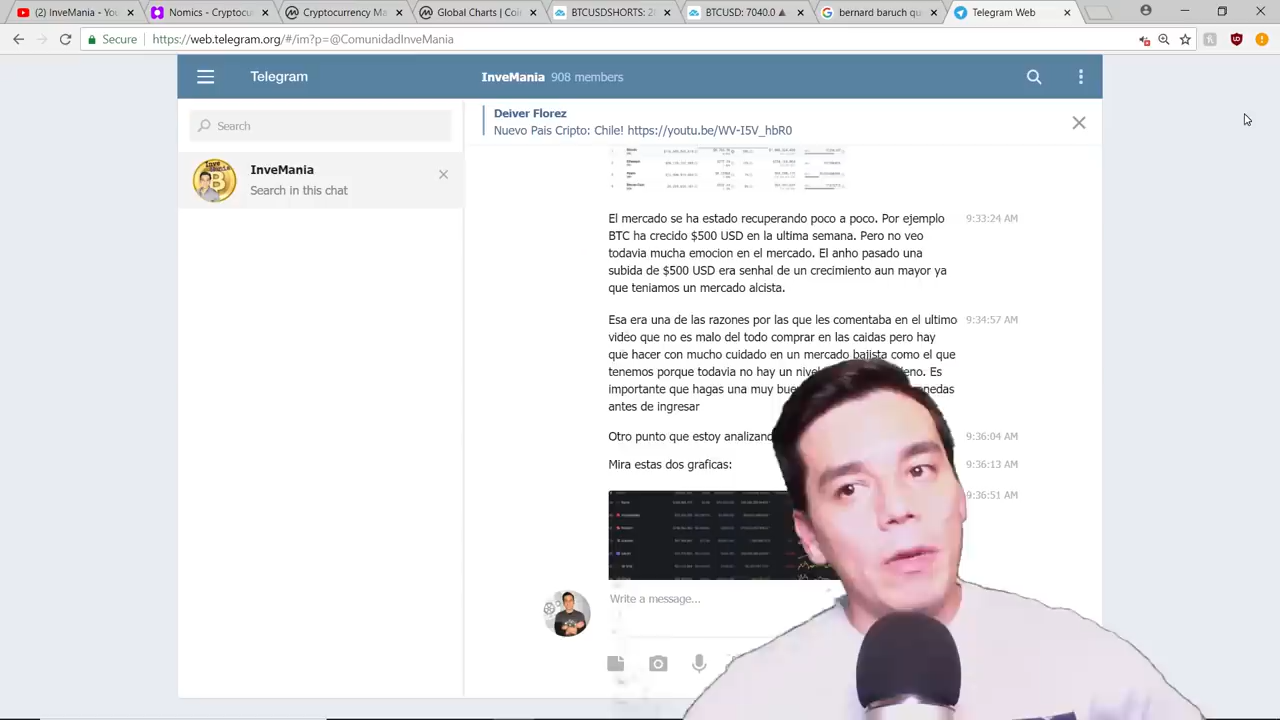 (1) InveMania - You
Nomics - Cryptocu
Cryptocurrency Ma
Global Charts | Coin
BTCUSDSHORTS: 2
BTCUSD: 7040.0
bernard baruch qu
Telegram Web
Secure
https://web.telegram.org/#/im?p=@ComunidadInveMania
Telegram
InveMania 908 members
Search
Deiver Florez
Nuevo Pais Cripto: Chile! https://youtu.be/WV-I5V_hbR0
InveMania
Search in this chat
El mercado se ha estado recuperando poco a poco. Por ejemplo 9:33:24 AM
BTC ha crecido $500 USD en la ultima semana. Pero no veo
todavia mucha emocion en el mercado. El anho pasado una
subida de $500 USD era senhal de un crecimiento aun mayor ya
que teniamos un mercado alcista.
Esa era una de las razones por las que les comentaba en el ultimo 9:34:57 AM
video que no es malo del todo comprar en las caidas pero hay
que hacer con mucho cuidado en un mercado bajista como el que
tenemos porque todavia no hay un nivel Es
importante que hagas una muy
antes de ingresar
Otro punto que estoy analizand 9:36:04 AM
Mira estas dos graficas: 9:36:13 AM
9:36:51 AM
Write a message...